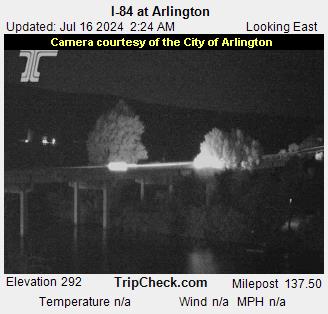 I-84 at Arlington
Updated: Jul 16 2024 2:24 AM Looking East
Camera courtesy of the City of Arlington
Elevation 292 TripCheck.com Milepost 137.50
Temperature n/a Wind n/a MPH n/a